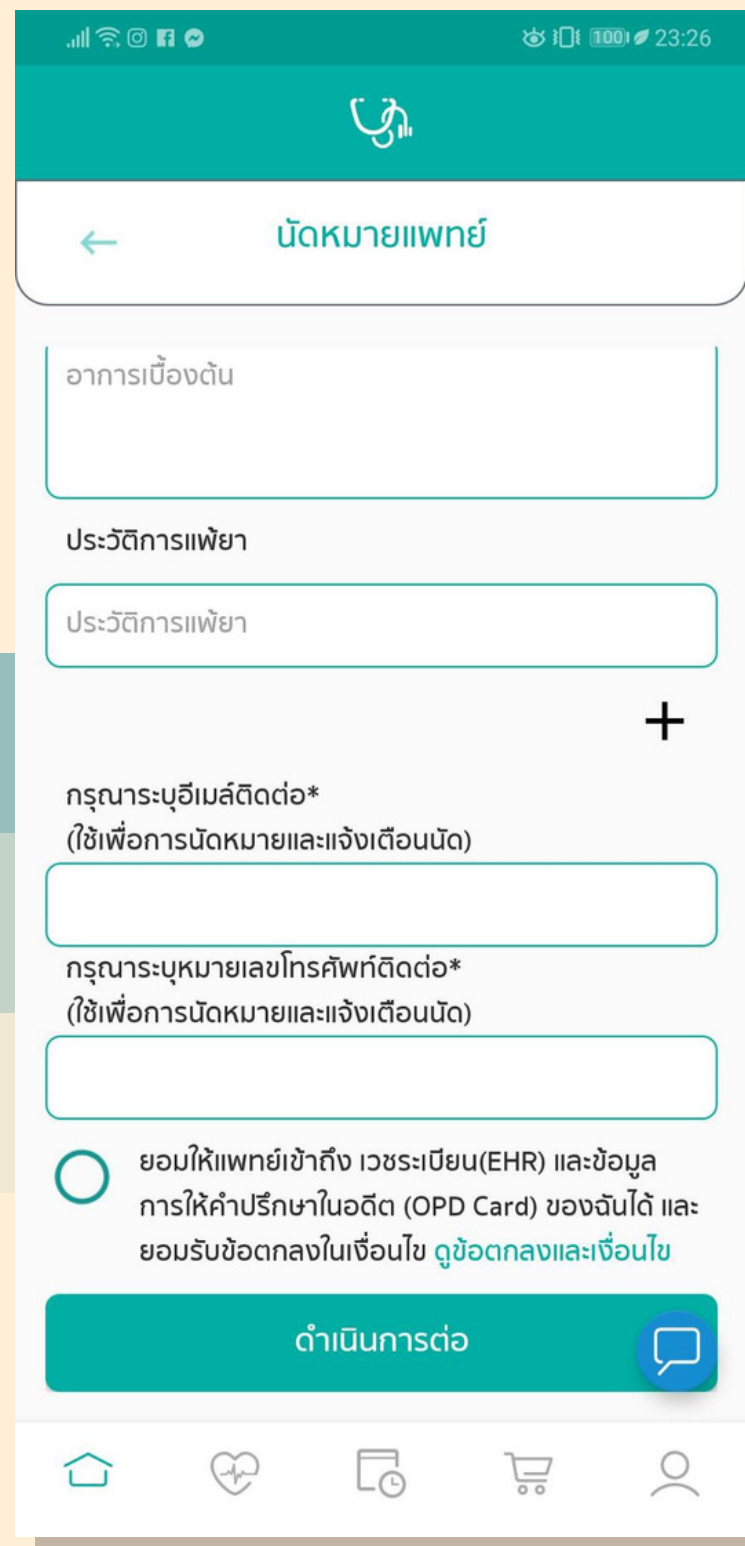 100 23:26
นัดหมายแพทย์
อาการเบื้องต้น
ประวัติการแพ้ยา
ประวัติการแพ้ยา
+
กรุณาระบุอีเมล์ติดต่อ*
(ใช้เพื่อการนัดหมายและแจ้งเตือนนัด)
กรุณาระบุหมายเลขโทรศัพท์ติดต่อ*
(ใช้เพื่อการนัดหมายและแจ้งเตือนนัด)
ยอมให้แพทย์เข้าถึง เวชระเบียน(EHR) และข้อมูล
การให้คำปรึกษาในอดีต (OPD Card) ของฉันได้ และ
ยอมรับข้อตกลงในเงื่อนไข ดูข้อตกลงและเงื่อนไข
ดำเนินการต่อ